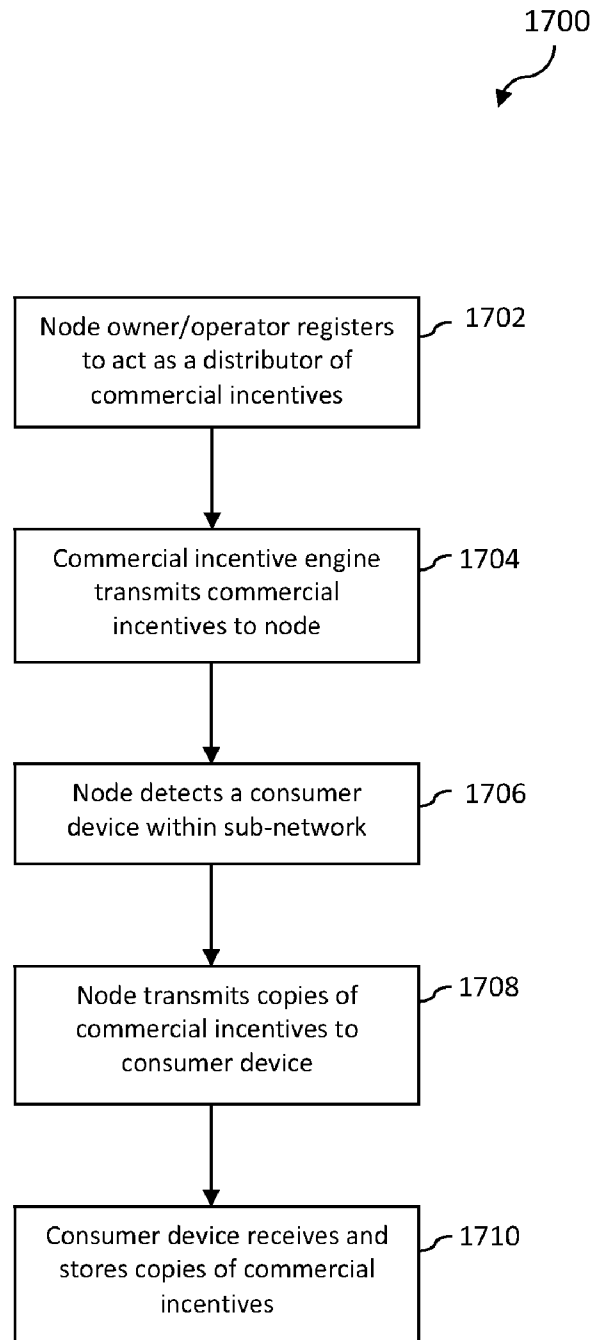 1700
Node owner/operator registers
to act as a distributor of
commercial incentives
1702
Commercial incentive engine
transmits commercial
incentives to node
1704
Node detects a consumer
device within sub-network
1706
Node transmits copies of
commercial incentives to
consumer device
1708
Consumer device receives and
stores copies of commercial
incentives
1710